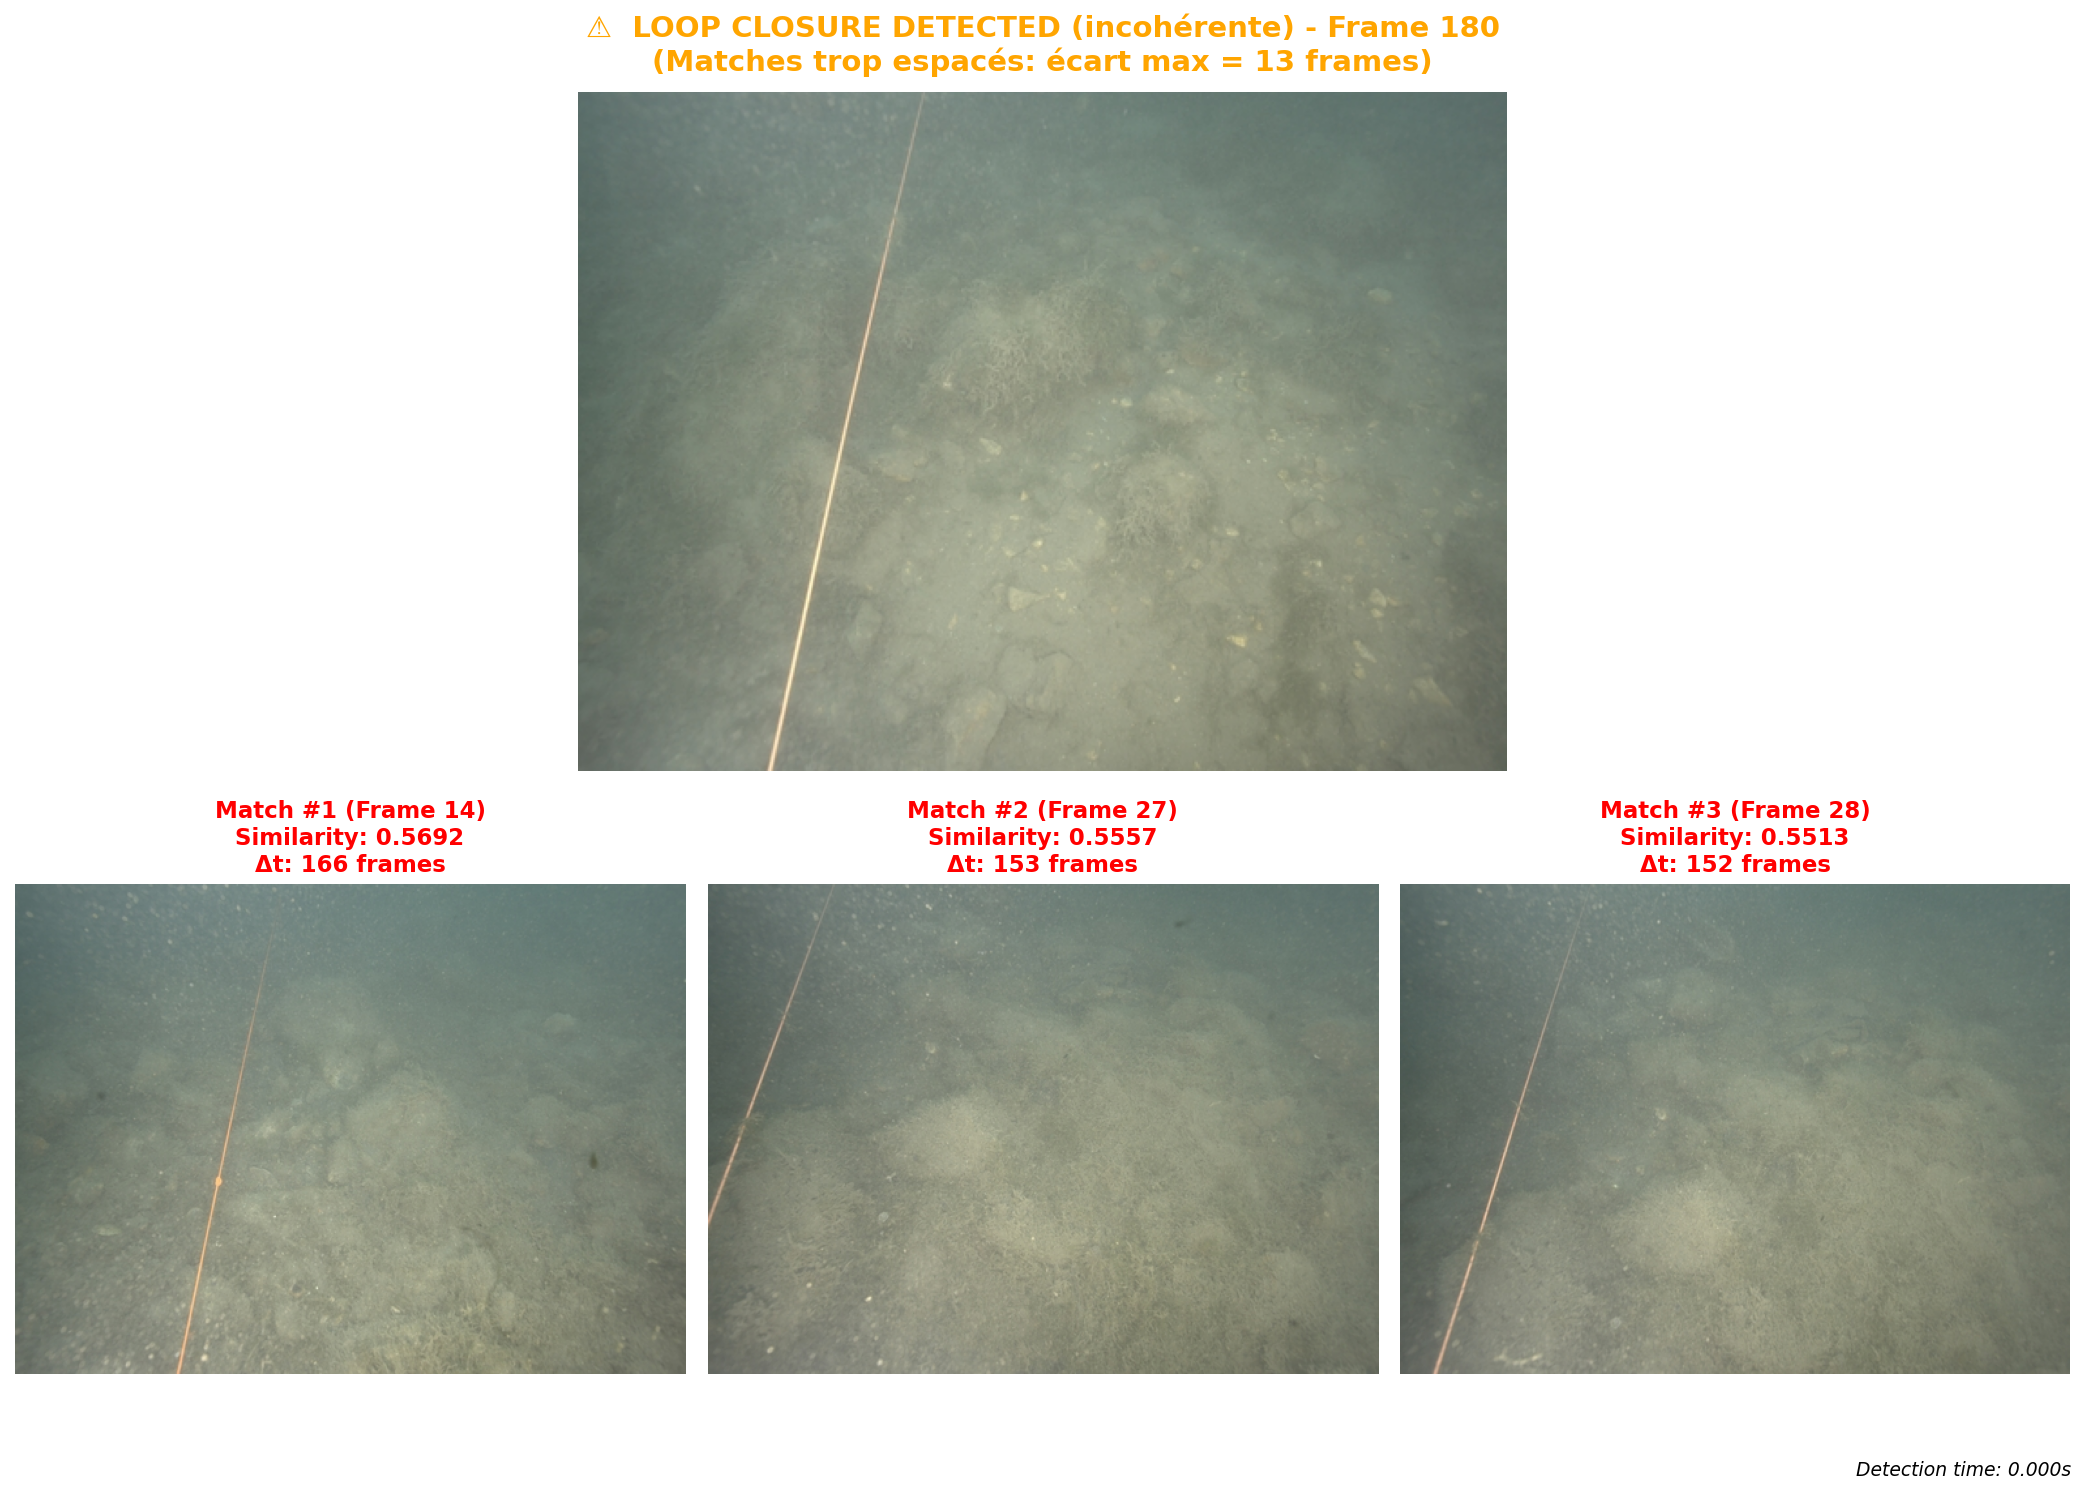 ⚠ LOOP CLOSURE DETECTED (incohérente) - Frame 180
(Matches trop espacés: écart max = 13 frames)
Match #1 (Frame 14)
Similarity: 0.5692
Δt: 166 frames
Match #2 (Frame 27)
Similarity: 0.5557
Δt: 153 frames
Match #3 (Frame 28)
Similarity: 0.5513
Δt: 152 frames
Detection time: 0.000s